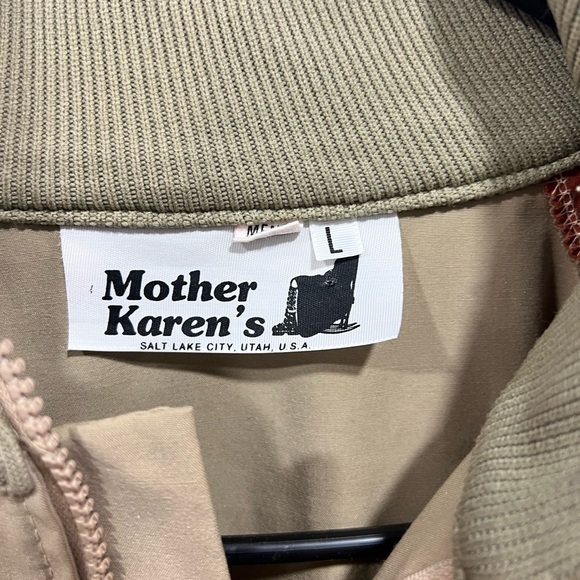 L
Mother
Karen's
SALT LAKE CITY, UTAH, U.S.A.